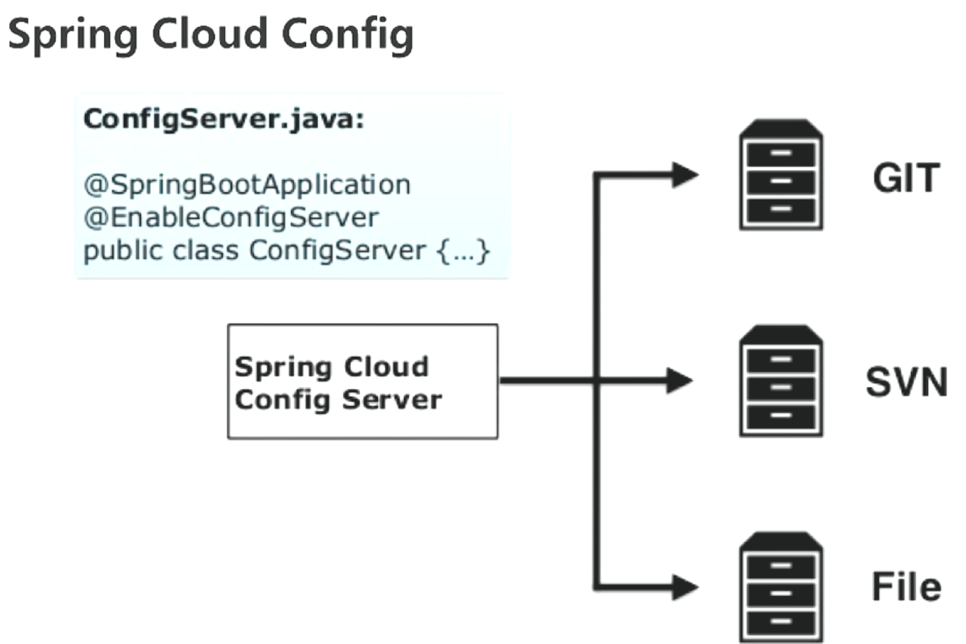 Spring Cloud Config
ConfigServer.java:
@SpringBootApplication
@EnableConfigServer
public class ConfigServer {...}
Spring Cloud
Config Server
GIT
SVN
File